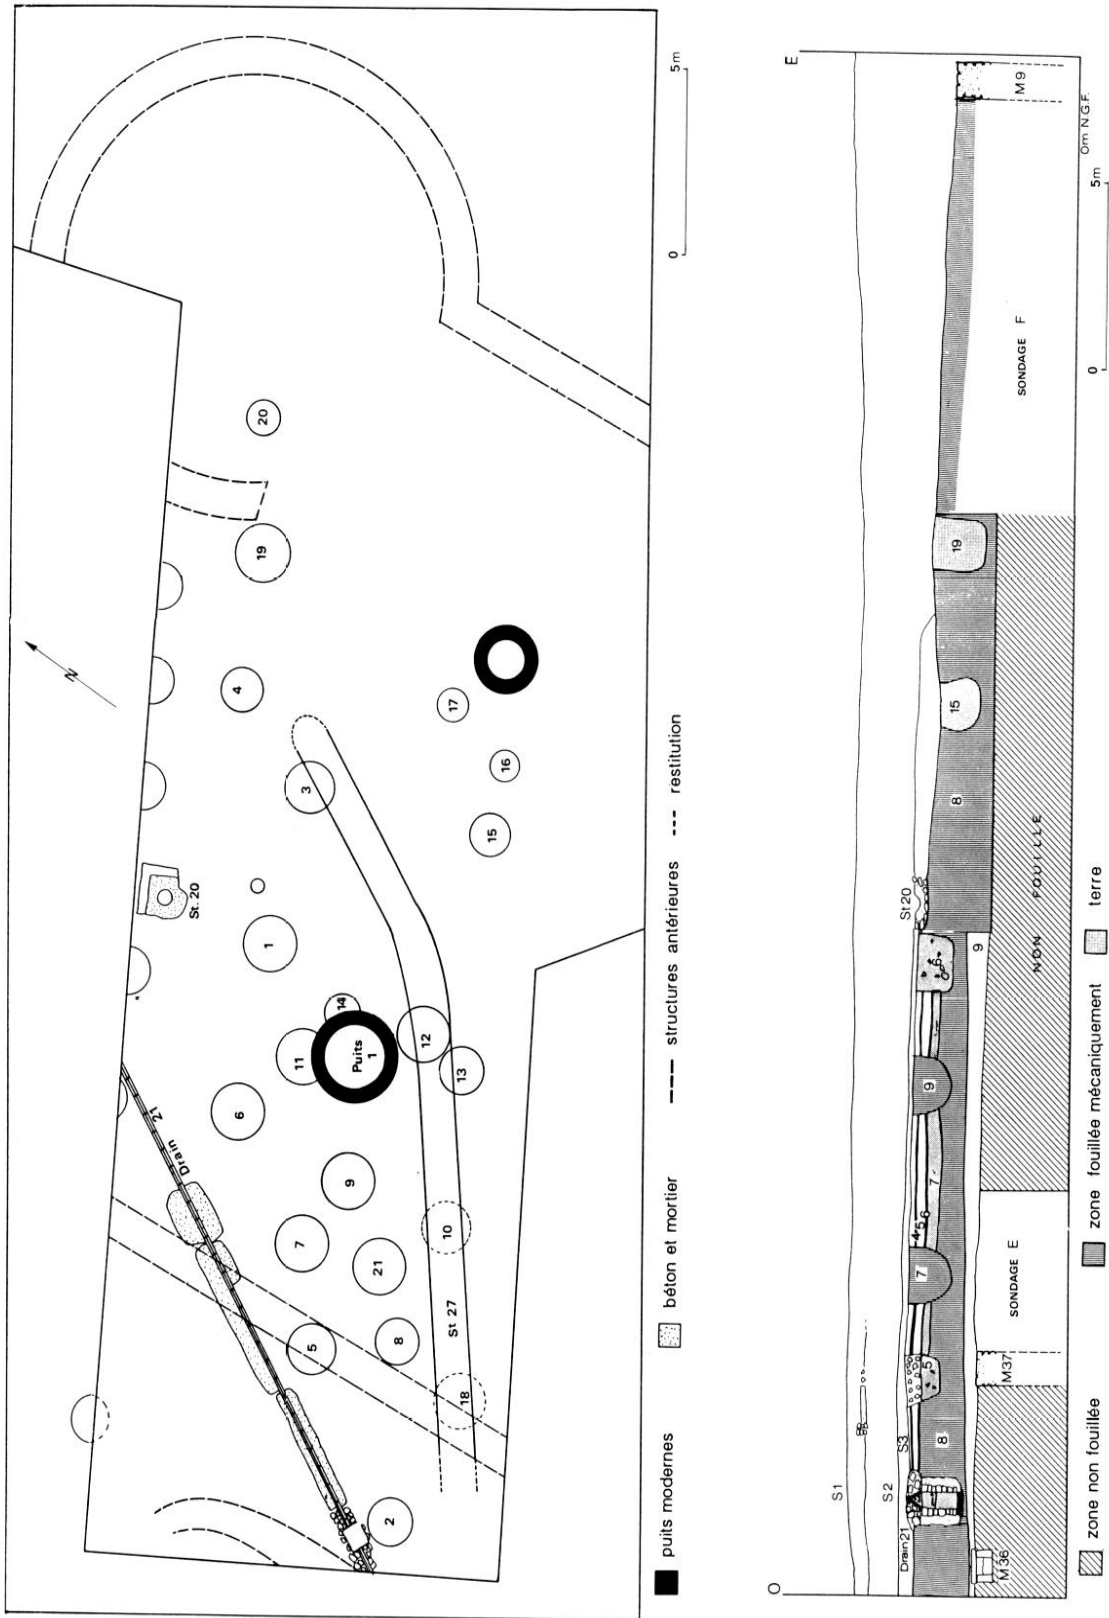 N
20
19
4
3
17
16
15
St. 20
1
14
11
Puits
1
12
13
6
Drain 21
9
7
10
21
St 27
8
5
18
2
0 5m
puits modernes
béton et mortier
structures antérieures
restitution
O
E
S1
S2
S3
Drain 21
M36
8
5
M37
7
4
5
6
7
9
SONDAGE E
6
9
St 20
8
15
19
NON FOUILLÉ
SONDAGE F
M9
0m N.G.F.
0 5m
zone non fouillée
zone fouillée mécaniquement
terre